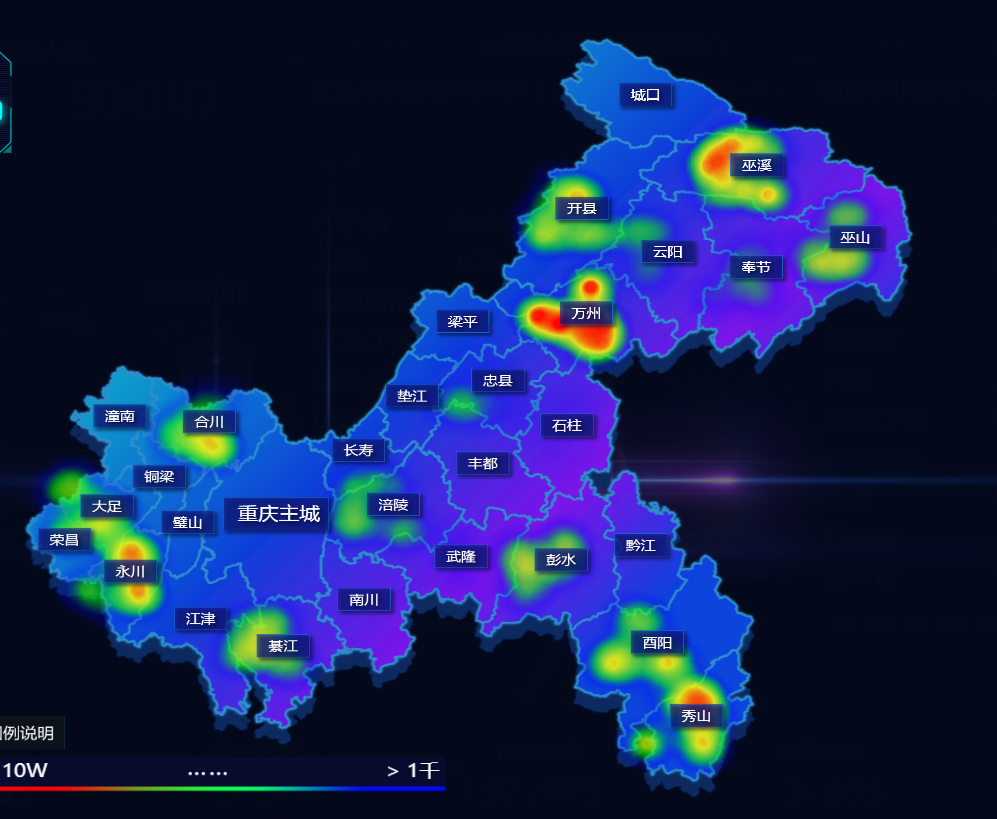 城口
巫溪
开县
巫山
云阳
奉节
万州
梁平
忠县
垫江
潼南
合川
石柱
长寿
丰都
铜梁
大足
涪陵
重庆主城
璧山
荣昌
黔江
武隆
彭水
永川
南川
江津
酉阳
綦江
秀山
例说明
10W
……
> 1千